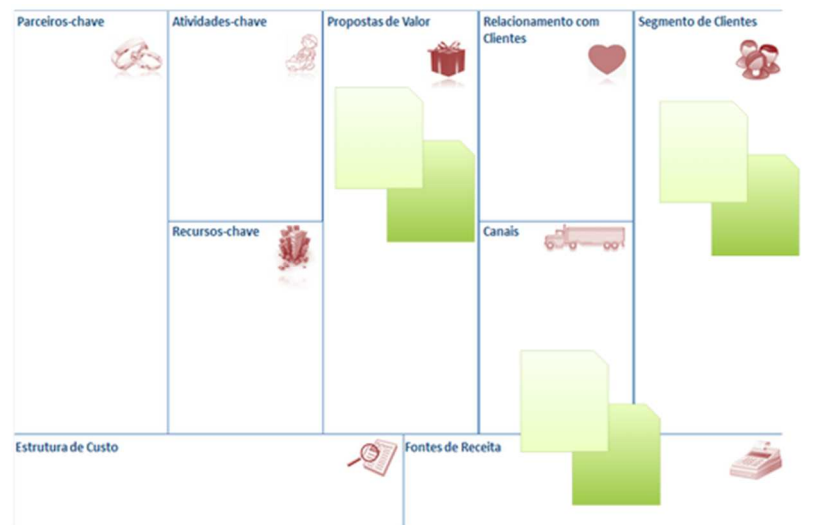 Parceiros-chave
Atividades-chave
Propostas de Valor
Relacionamento com
Clientes
Segmento de Clientes
Recursos-chave
Canais
Estrutura de Custo
Fontes de Receita